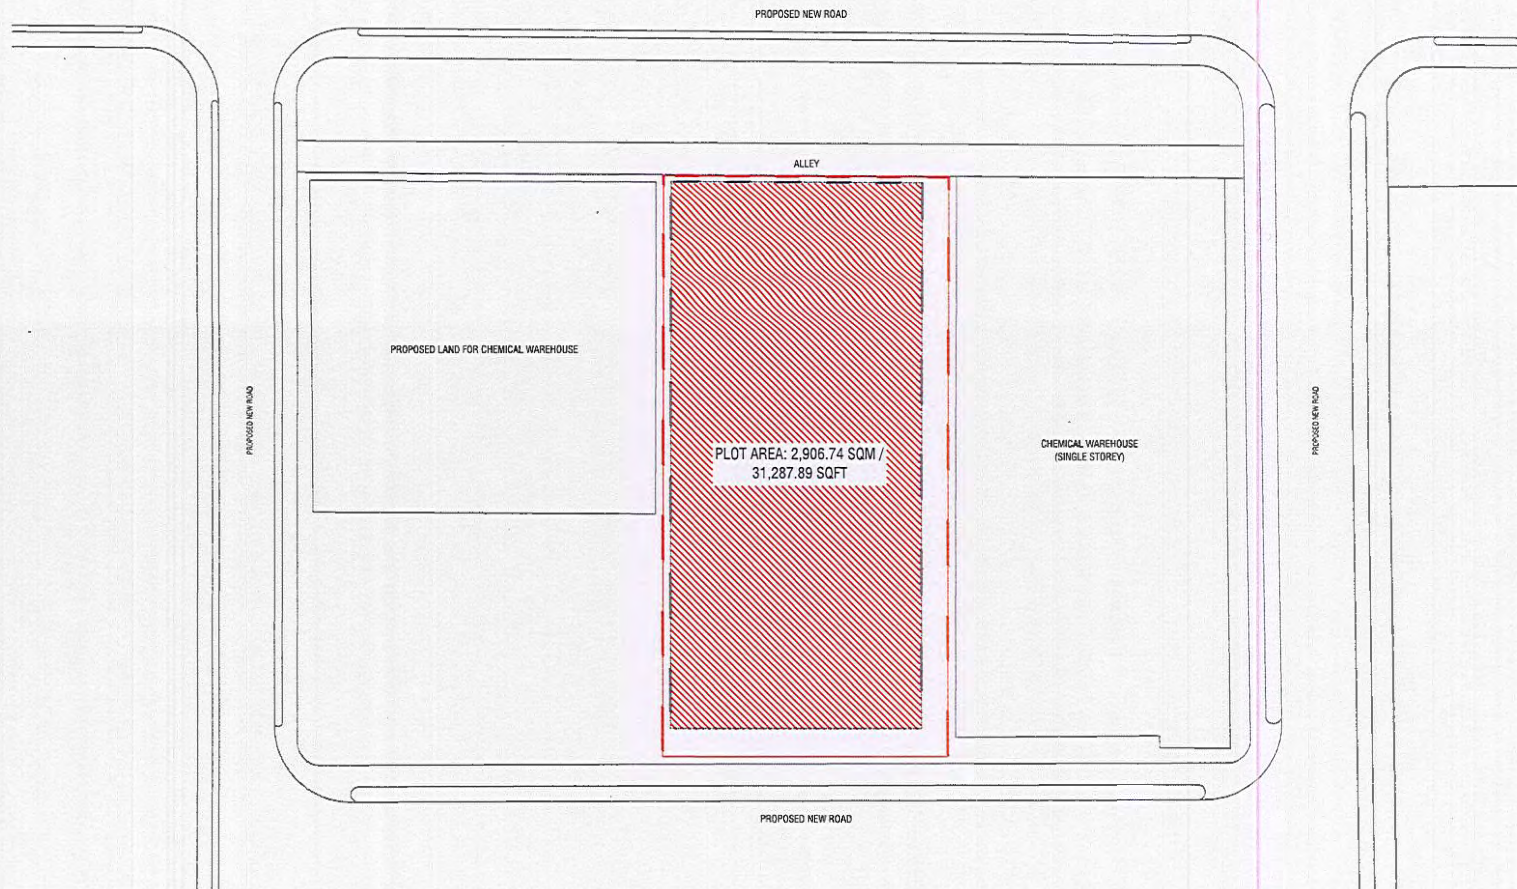 PROPOSED NEW ROAD
ALLEY
PROPOSED LAND FOR CHEMICAL WAREHOUSE
PROPOSED NEW ROAD
PLOT AREA: 2,906.74 SQM /
31,287.89 SQFT
CHEMICAL WAREHOUSE
(SINGLE STOREY)
PROPOSED NEW ROAD
PROPOSED NEW ROAD